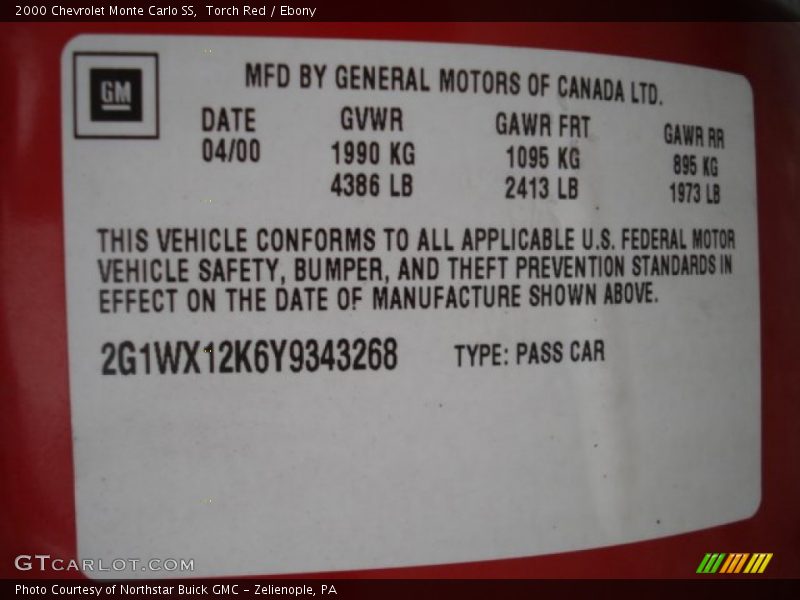 2000 Chevrolet Monte Carlo SS, Torch Red / Ebony
GM
MFD BY GENERAL MOTORS OF CANADA LTD.
DATE GVWR GAWR FRT GAWR RR
04/00 1990 KG 1095 KG 895 KG
4386 LB 2413 LB 1973 LB
THIS VEHICLE CONFORMS TO ALL APPLICABLE U.S. FEDERAL MOTOR
VEHICLE SAFETY, BUMPER, AND THEFT PREVENTION STANDARDS IN
EFFECT ON THE DATE OF MANUFACTURE SHOWN ABOVE.
2G1WX12K6Y9343268 TYPE: PASS CAR
GTCARLOT.COM
Photo Courtesy of Northstar Buick GMC - Zelienople, PA